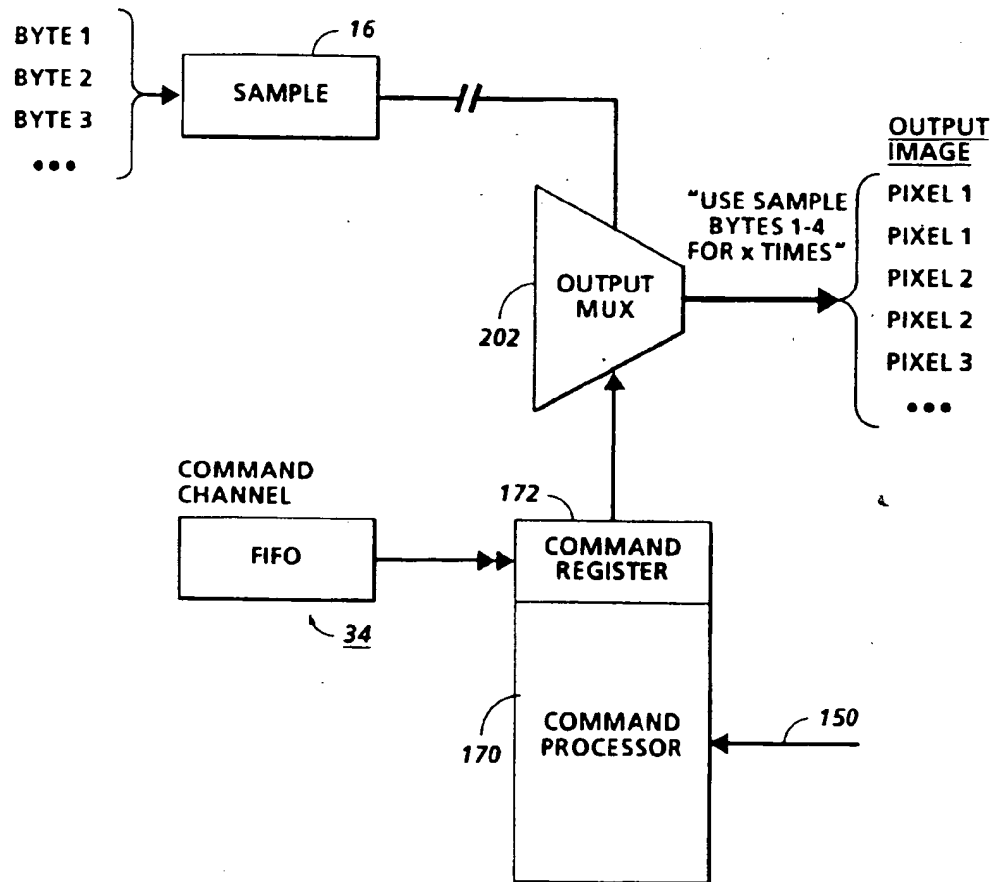 BYTE 1
BYTE 2
BYTE 3
•••
16
SAMPLE
OUTPUT
IMAGE
"USE SAMPLE
BYTES 1-4
FOR x TIMES"
PIXEL 1
PIXEL 1
PIXEL 2
PIXEL 2
PIXEL 3
•••
OUTPUT
MUX
202
COMMAND
CHANNEL
FIFO
34
172
COMMAND
REGISTER
170
COMMAND
PROCESSOR
150